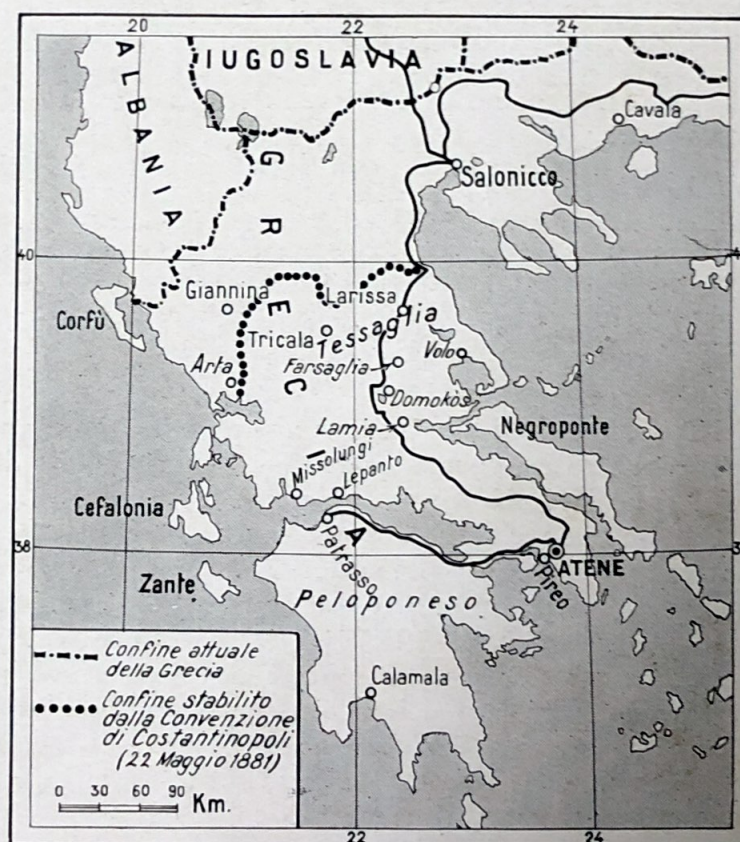 20 22 24
ALBANIA
IUGOSLAVIA
GRECIA
Cavala
Salonicco
40
Giannina
Larissa
Corfù
Tricala
Tessaglia
Volo
Arta
Farsaglia
Domokòs
Lamia
Negroponte
Missolungi
Lepanto
Cefalonia
38
Patrasso
ATENE
Pireo
Zante
Peloponeso
Calamala
Confine attuale
della Grecia
Confine stabilito
dalla Convenzione
di Costantinopoli
(22 Maggio 1881)
0 30 60 90 Km.
22 24